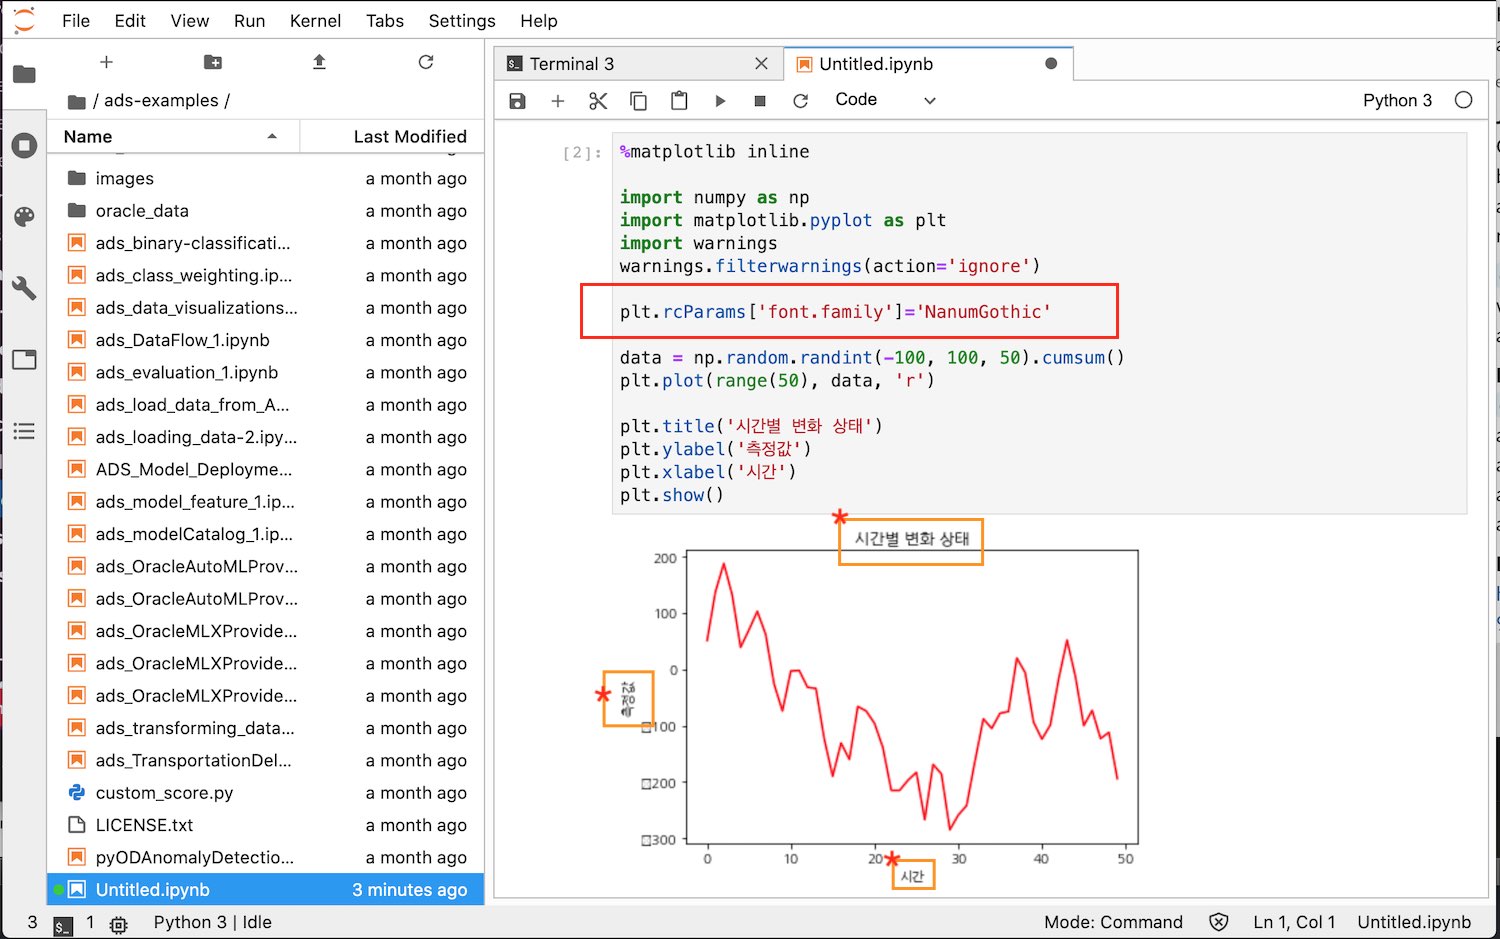 File Edit View Run Kernel Tabs Settings Help
/ ads-examples /
Name Last Modified
images a month ago
oracle_data a month ago
ads_binary-classificati... a month ago
ads_class_weighting.ip... a month ago
ads_data_visualizations... a month ago
ads_DataFlow_1.ipynb a month ago
ads_evaluation_1.ipynb a month ago
ads_load_data_from_A... a month ago
ads_loading_data-2.ipy... a month ago
ADS_Model_Deployme... a month ago
ads_model_feature_1.ip... a month ago
ads_modelCatalog_1.ip... a month ago
ads_OracleAutoMLProv... a month ago
ads_OracleAutoMLProv... a month ago
ads_OracleMLXProvide... a month ago
ads_OracleMLXProvide... a month ago
ads_OracleMLXProvide... a month ago
ads_transforming_data... a month ago
ads_TransportationDel... a month ago
custom_score.py a month ago
LICENSE.txt a month ago
pyODAnomalyDetectio... a month ago
Untitled.ipynb 3 minutes ago
Terminal 3
Untitled.ipynb
Code
Python 3
[2]:
%matplotlib inline
import numpy as np
import matplotlib.pyplot as plt
import warnings
warnings.filterwarnings(action='ignore')
plt.rcParams['font.family']='NanumGothic'
data = np.random.randint(-100, 100, 50).cumsum()
plt.plot(range(50), data, 'r')
plt.title('시간별 변화 상태')
plt.ylabel('측정값')
plt.xlabel('시간')
plt.show()
* 시간별 변화 상태
200
100
0
* 측정값
□100
□200
□300
0 10 20 30 40 50
* 시간
3 $_ 1 Python 3 | Idle Mode: Command Ln 1, Col 1 Untitled.ipynb